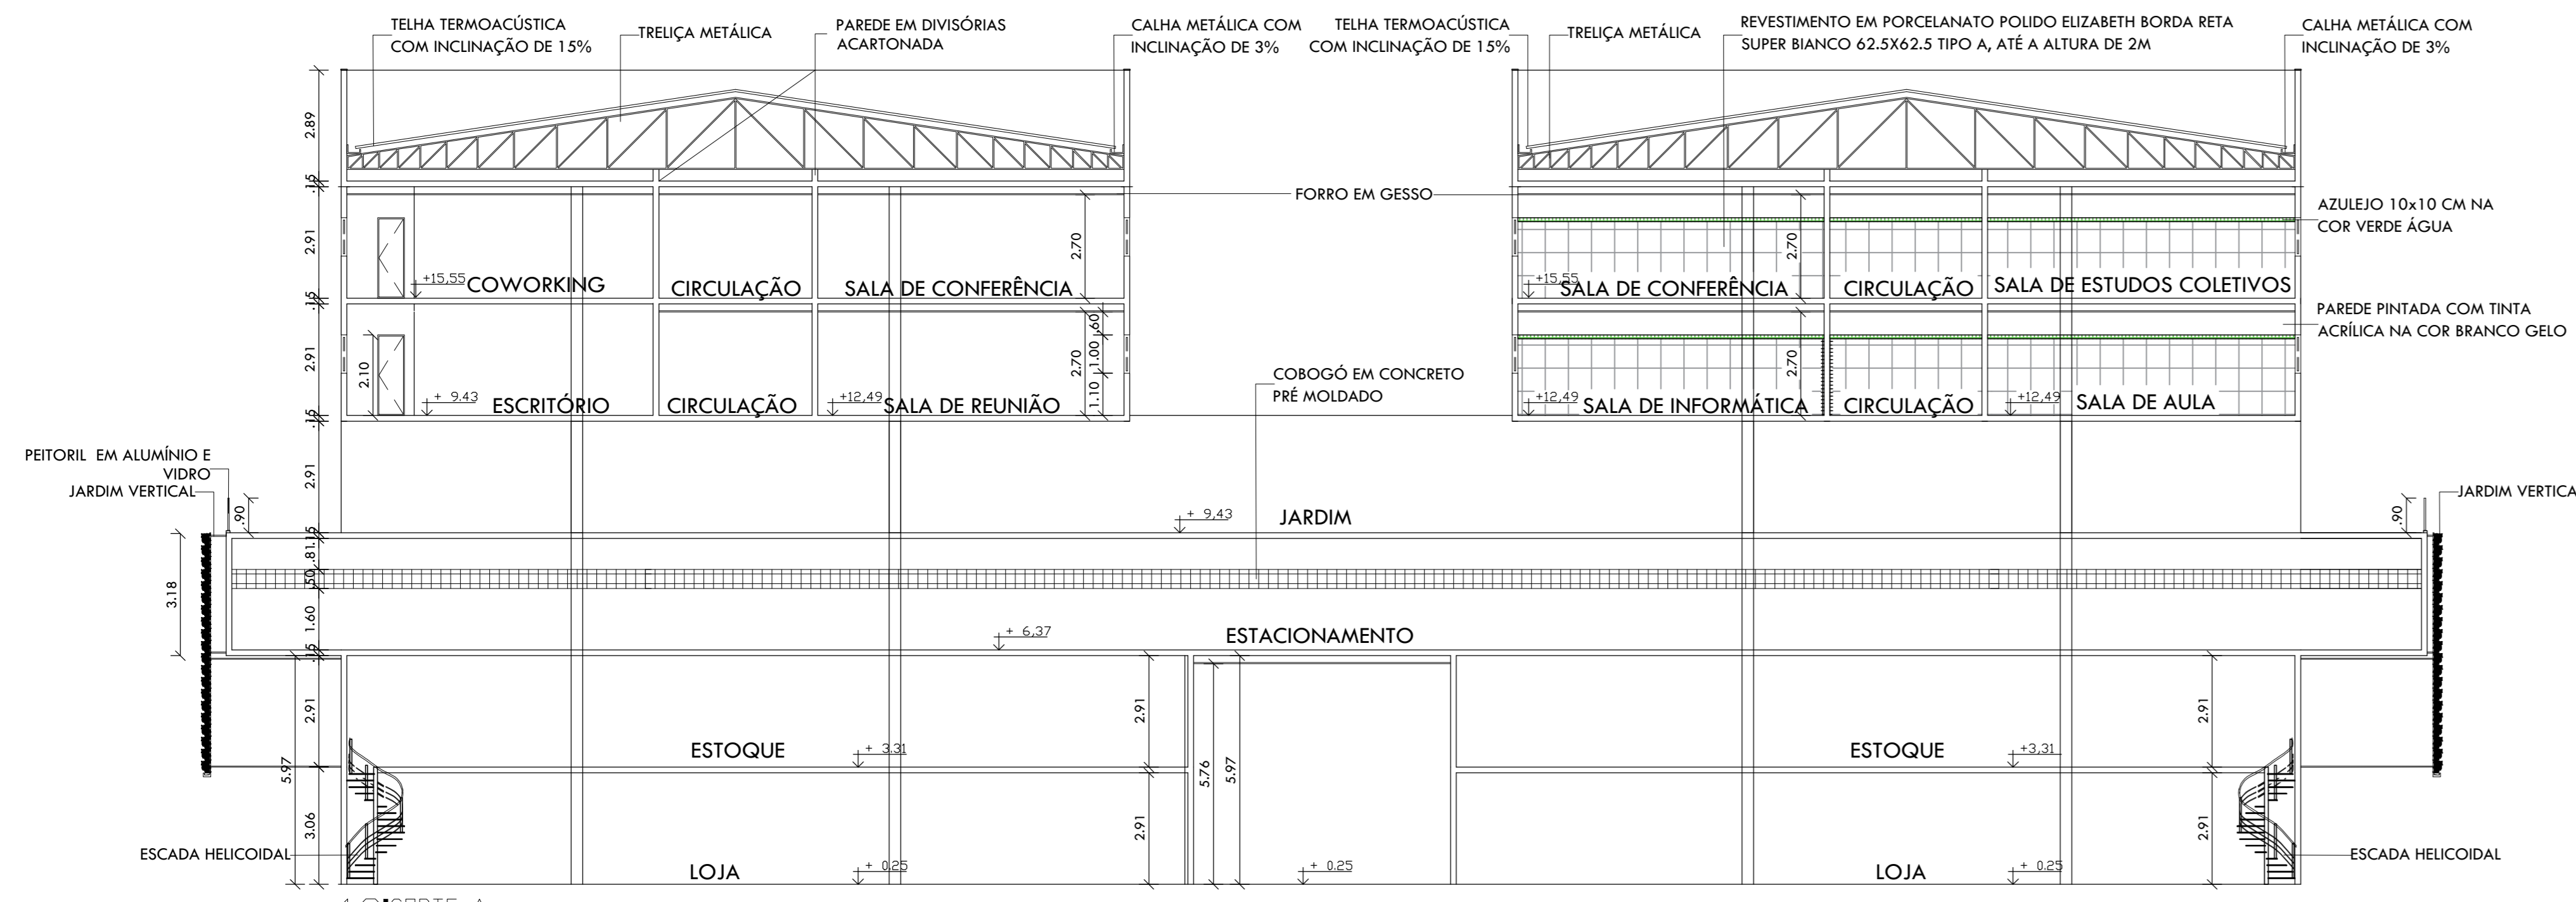 TELHA TERMOACÚSTICA
COM INCLINAÇÃO DE 15%
TRELIÇA METÁLICA
PAREDE EM DIVISÓRIAS
ACARTONADA
CALHA METÁLICA COM
INCLINAÇÃO DE 3%
TELHA TERMOACÚSTICA
COM INCLINAÇÃO DE 15%
TRELIÇA METÁLICA
REVESTIMENTO EM PORCELANATO POLIDO ELIZABETH BORDA RETA
SUPER BIANCO 62.5X62.5 TIPO A, ATÉ A ALTURA DE 2M
CALHA METÁLICA COM
INCLINAÇÃO DE 3%
2.89
.15
FORRO EM GESSO
AZULEJO 10x10 CM NA
COR VERDE ÁGUA
2.91
2.70
2.70
+15,55
COWORKING
CIRCULAÇÃO
SALA DE CONFERÊNCIA
+15,55
SALA DE CONFERÊNCIA
CIRCULAÇÃO
SALA DE ESTUDOS COLETIVOS
.15
PAREDE PINTADA COM TINTA
ACRÍLICA NA COR BRANCO GELO
2.91
2.10
2.70
.60
1.00
1.10
2.70
COBOGÓ EM CONCRETO
PRÉ MOLDADO
+ 9.43
ESCRITÓRIO
CIRCULAÇÃO
+12,49
SALA DE REUNIÃO
+12,49
SALA DE INFORMÁTICA
CIRCULAÇÃO
+12,49
SALA DE AULA
.15
PEITORIL EM ALUMÍNIO E
VIDRO
JARDIM VERTICAL
2.91
JARDIM VERTICA
.90
+ 9,43
JARDIM
.90
.15
.81
.50
3.18
1.60
+ 6,37
ESTACIONAMENTO
.15
2.91
2.91
2.91
ESTOQUE
+ 3.31
ESTOQUE
+3,31
5.97
5.76
5.97
3.06
2.91
2.91
ESCADA HELICOIDAL
ESCADA HELICOIDAL
LOJA
+ 0.25
+ 0.25
LOJA
+ 0.25